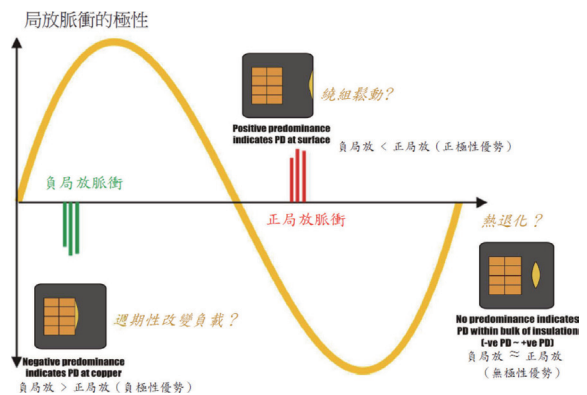 局放脈衝的極性
繞組鬆動?
Positive predominance
indicates PD at surface
負局放 < 正局放 (正極性優勢)
負局放脈衝
正局放脈衝
熱退化?
週期性改變負載?
Negative predominance
indicates PD at copper
負局放 > 正局放 (負極性優勢)
No predominance indicates
PD within bulk of insulation
(-ve PD ~ +ve PD)
負局放 ≈ 正局放
(無極性優勢)